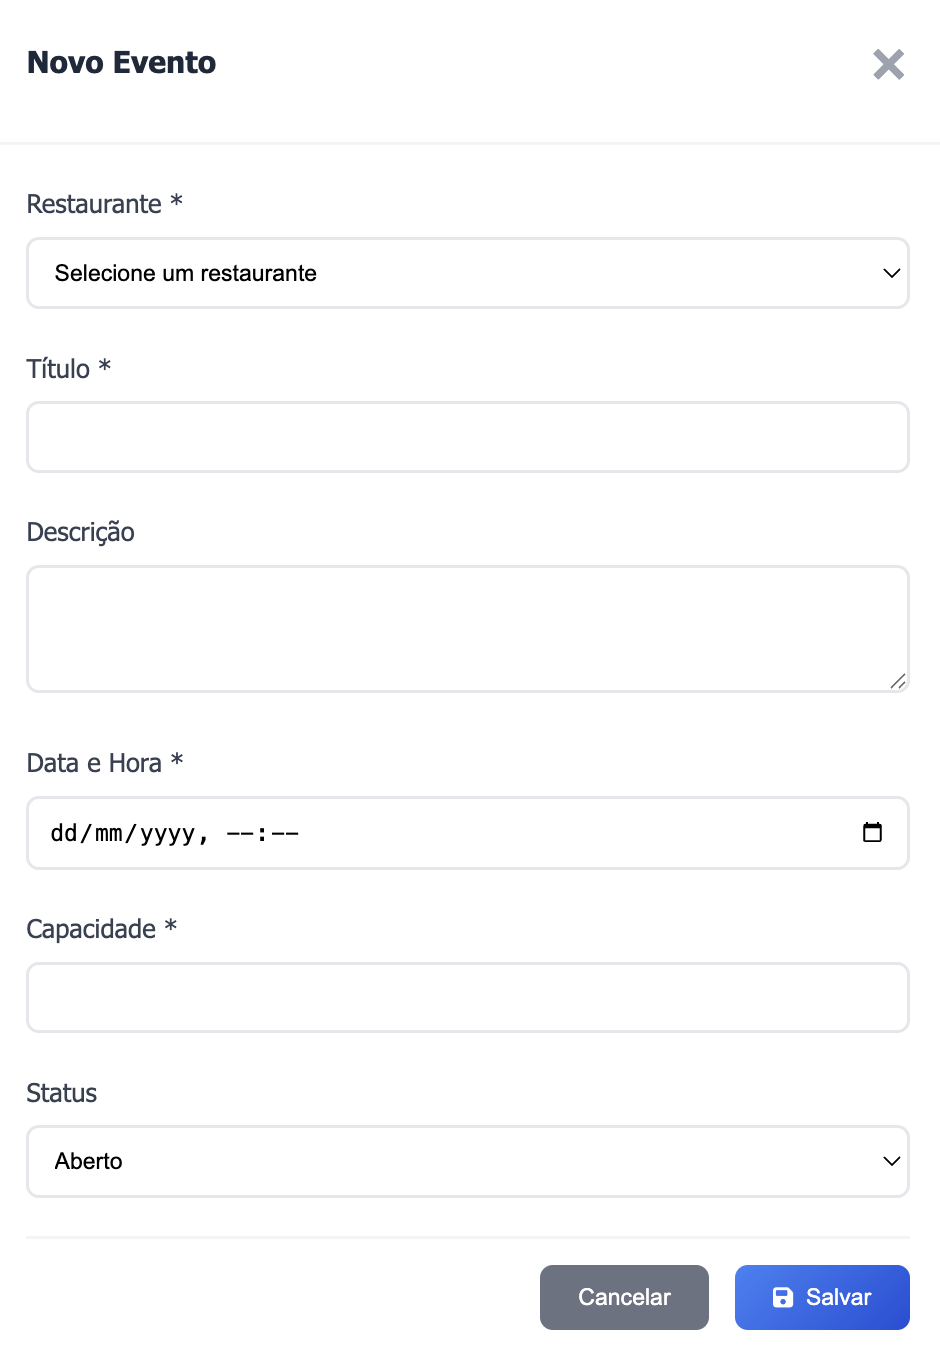 Novo Evento
Restaurante *
Selecione um restaurante
Título *
Descrição
Data e Hora *
dd/mm/yyyy, --:--
Capacidade *
Status
Aberto
Cancelar
Salvar